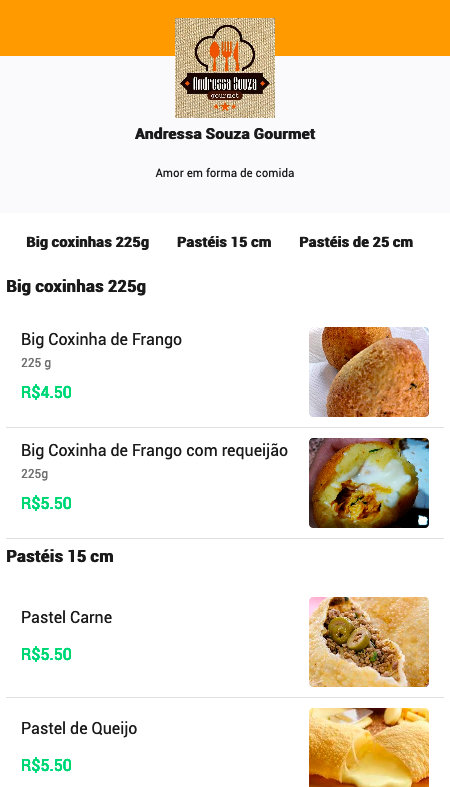 Andressa Souza
gourmet
Andressa Souza Gourmet
Amor em forma de comida
Big coxinhas 225g
Pastéis 15 cm
Pastéis de 25 cm
Big coxinhas 225g
Big Coxinha de Frango
225 g
R$4.50
Big Coxinha de Frango com requeijão
225g
R$5.50
Pastéis 15 cm
Pastel Carne
R$5.50
Pastel de Queijo
R$5.50